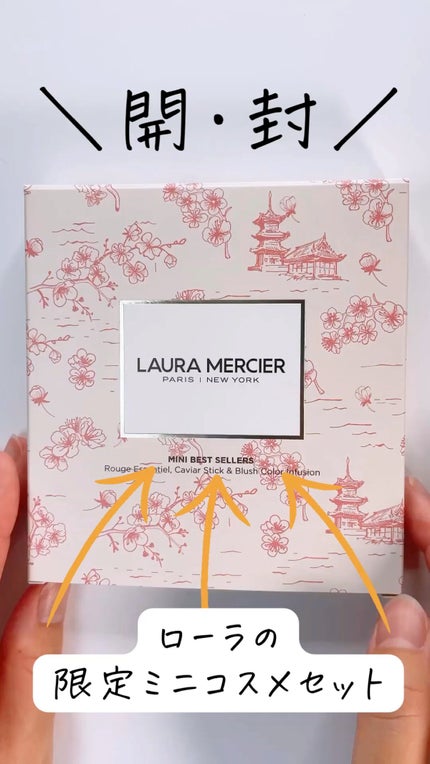 ＼開・封／
LAURA MERCIER
PARIS | NEW YORK
MINI BEST SELLERS
Rouge Essentiel, Caviar Stick & Blush Color Infusion
ローラの
限定ミニコスメセット